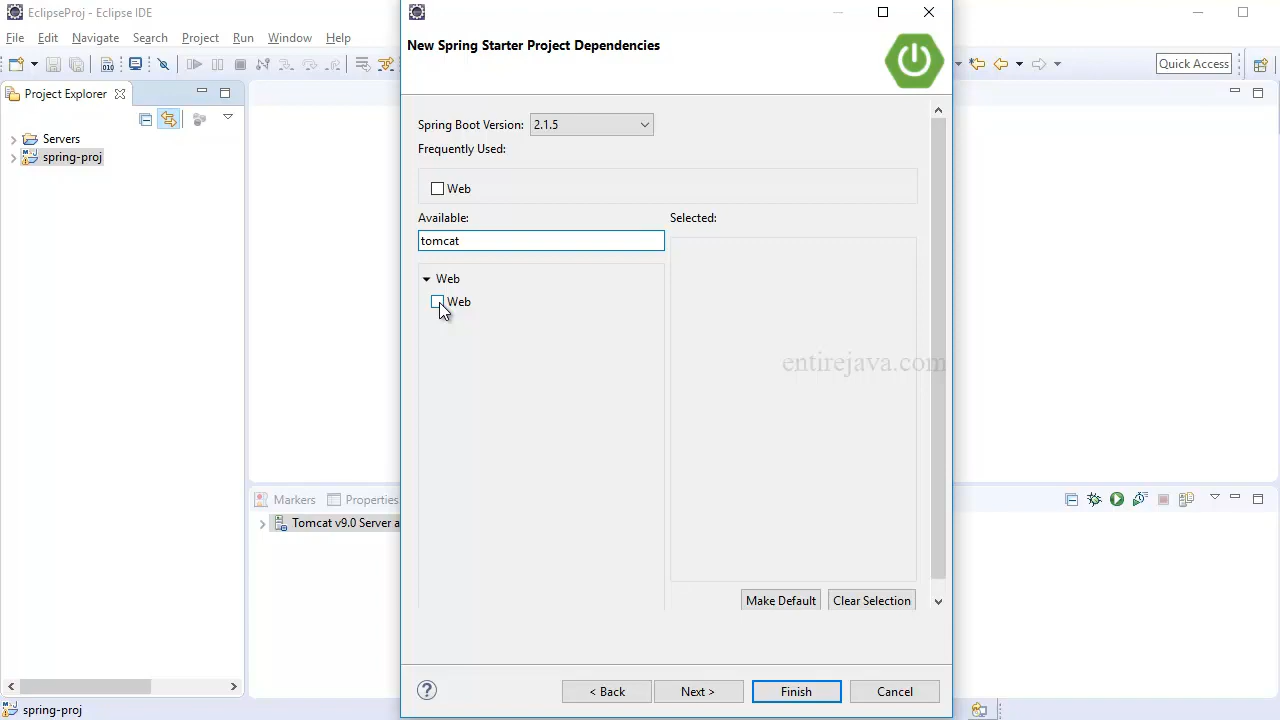 EclipseProj - Eclipse IDE
File Edit Navigate Search Project Run Window Help
Quick Access
Project Explorer
Servers
spring-proj
New Spring Starter Project Dependencies
Spring Boot Version: 2.1.5
Frequently Used:
Web
Available: Selected:
tomcat
Web
Web
entirejava.com
Make Default Clear Selection
Markers Properties
Tomcat v9.0 Server a
? < Back Next > Finish Cancel
spring-proj